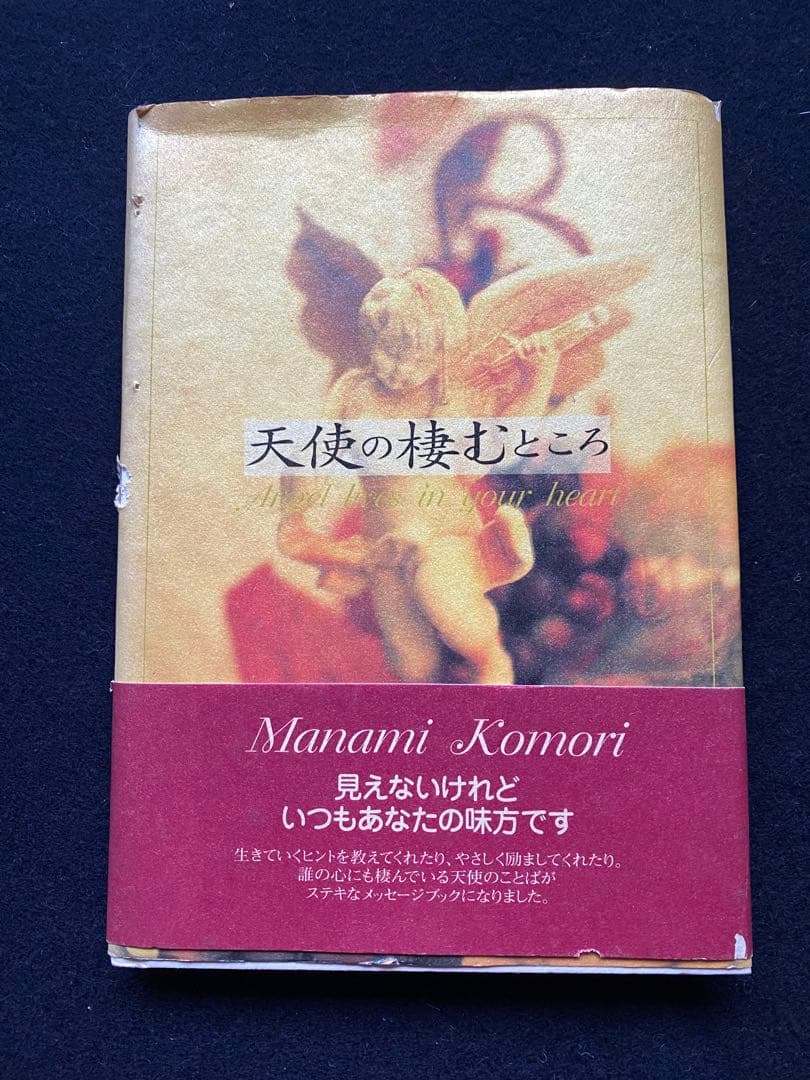 天使の棲むところ
Angel lives in your heart
Manami Komori
見えないけれど
いつもあなたの味方です
生きていくヒントを教えてくれたり、やさしく励ましてくれたり。
誰の心にも棲んでいる天使のことばが
ステキなメッセージブックになりました。